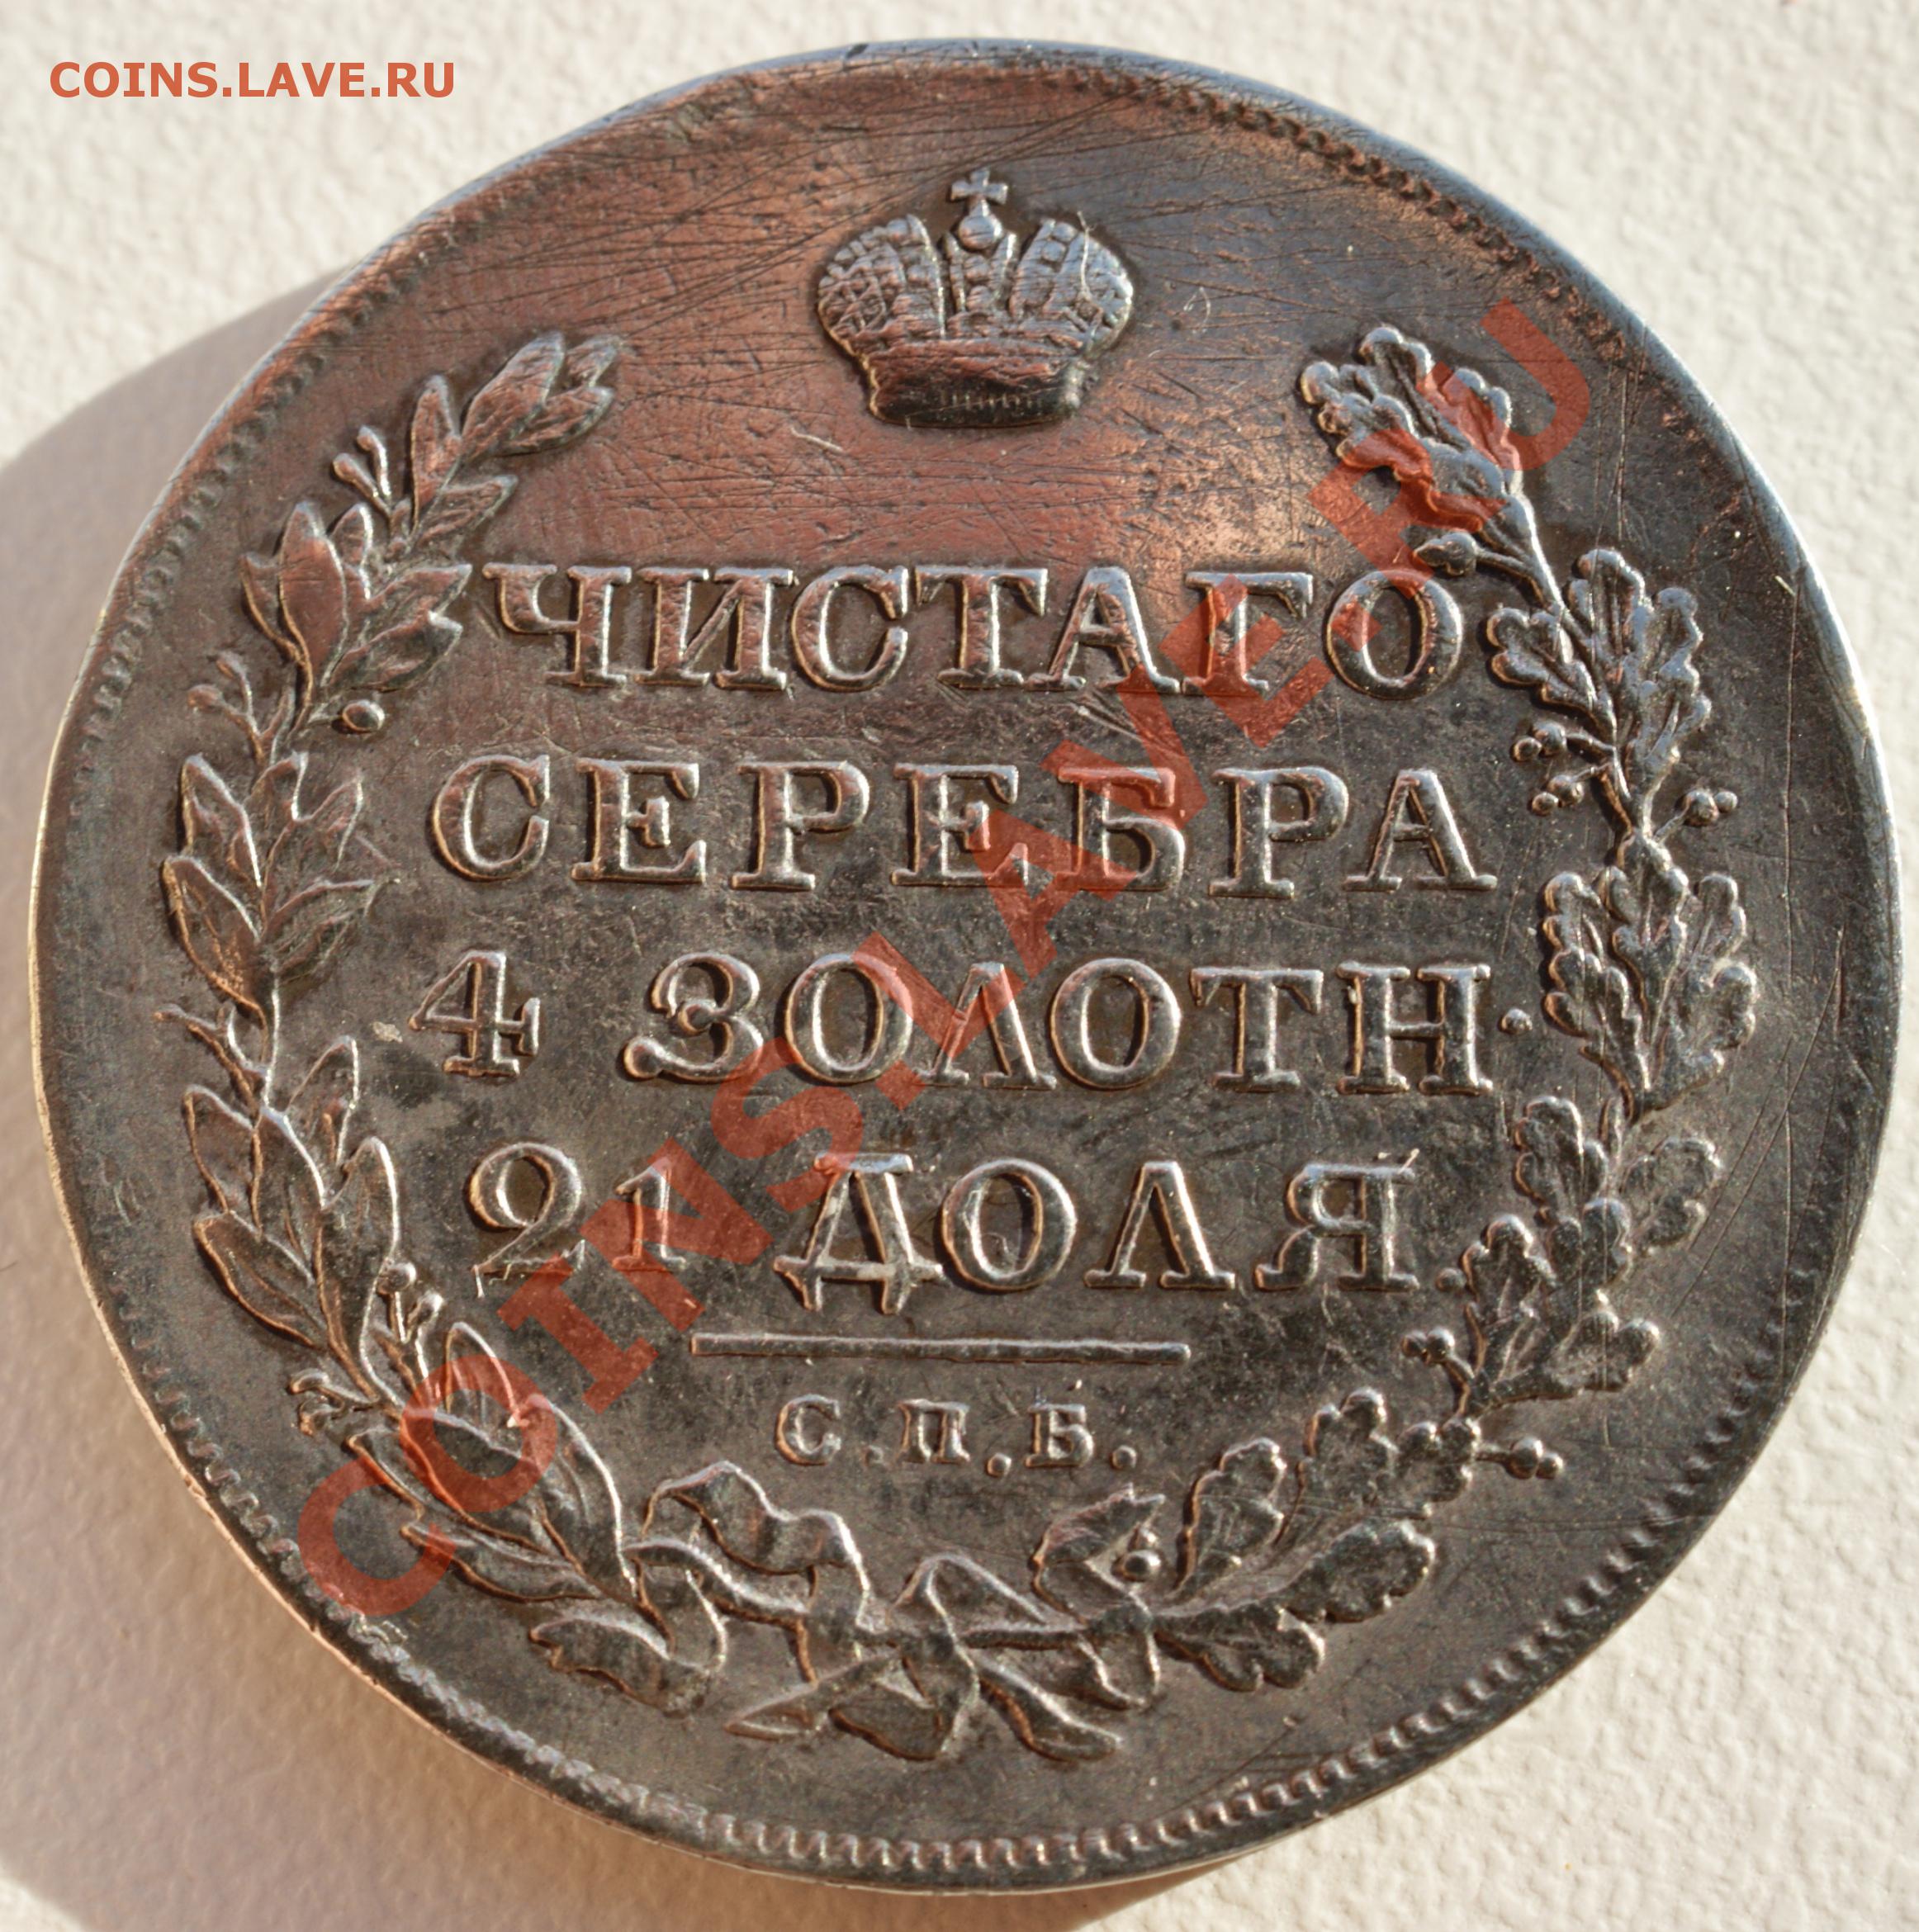 COINS.LAVE.RU
ЧИСТАГО
СЕРЕБРА
4 ЗОЛОТН·
21 ДОЛЯ.
С.П.Б.
COINS.LAVE.RU